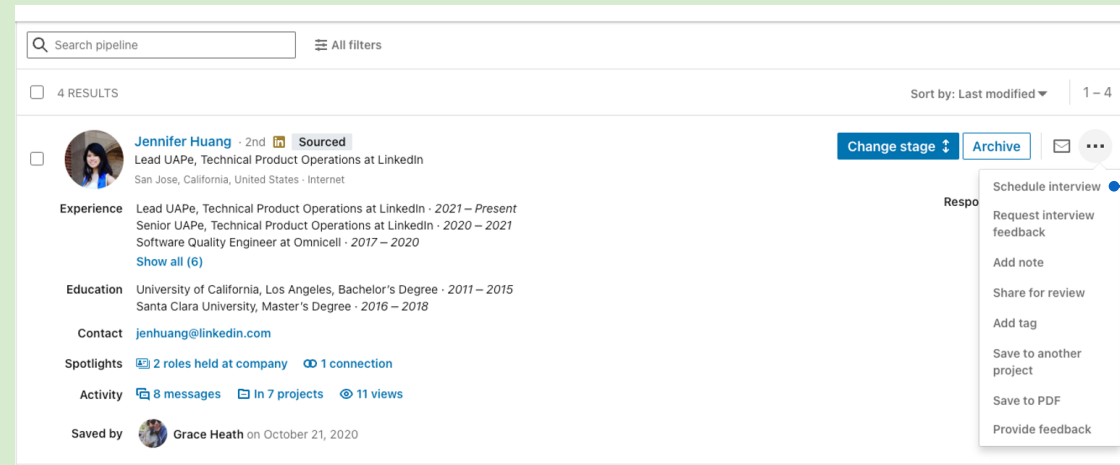 Search pipeline
All filters
4 RESULTS
Sort by: Last modified
1 – 4
Jennifer Huang · 2nd in Sourced
Change stage
Archive
Lead UAPe, Technical Product Operations at LinkedIn
San Jose, California, United States · Internet
Experience Lead UAPe, Technical Product Operations at LinkedIn · 2021 – Present
Senior UAPe, Technical Product Operations at LinkedIn · 2020 – 2021
Software Quality Engineer at Omnicell · 2017 – 2020
Show all (6)
Education University of California, Los Angeles, Bachelor's Degree · 2011 – 2015
Santa Clara University, Master's Degree · 2016 – 2018
Contact jenhuang@linkedin.com
Spotlights 2 roles held at company 1 connection
Activity 8 messages In 7 projects 11 views
Saved by Grace Heath on October 21, 2020
Respo
Schedule interview
Request interview
feedback
Add note
Share for review
Add tag
Save to another
project
Save to PDF
Provide feedback